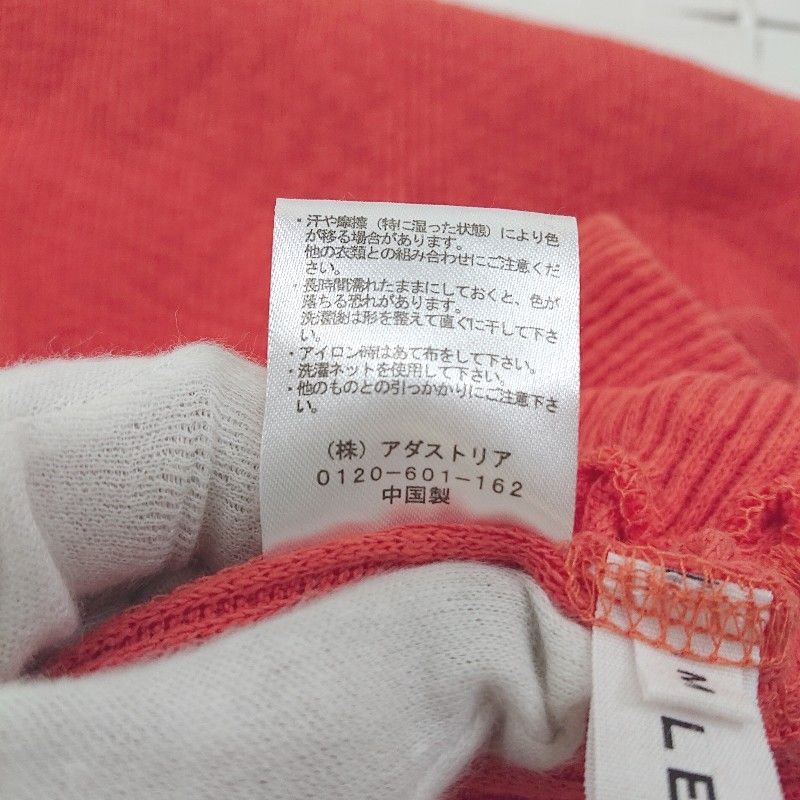 ・汗や摩擦（特に湿った状態）により色
が移る場合があります。
他の衣類との組み合わせにご注意くだ
さい。
・長時間濡れたままにしておくと、色が
落ちる恐れがあります。
洗濯後は形を整えて直ぐに干して下さ
い。
・アイロン時はあて布をして下さい。
・洗濯ネットを使用して下さい。
・他のものとの引っかかりにご注意下さ
い。
（株）アダストリア
0120-601-162
中国製
N
LE